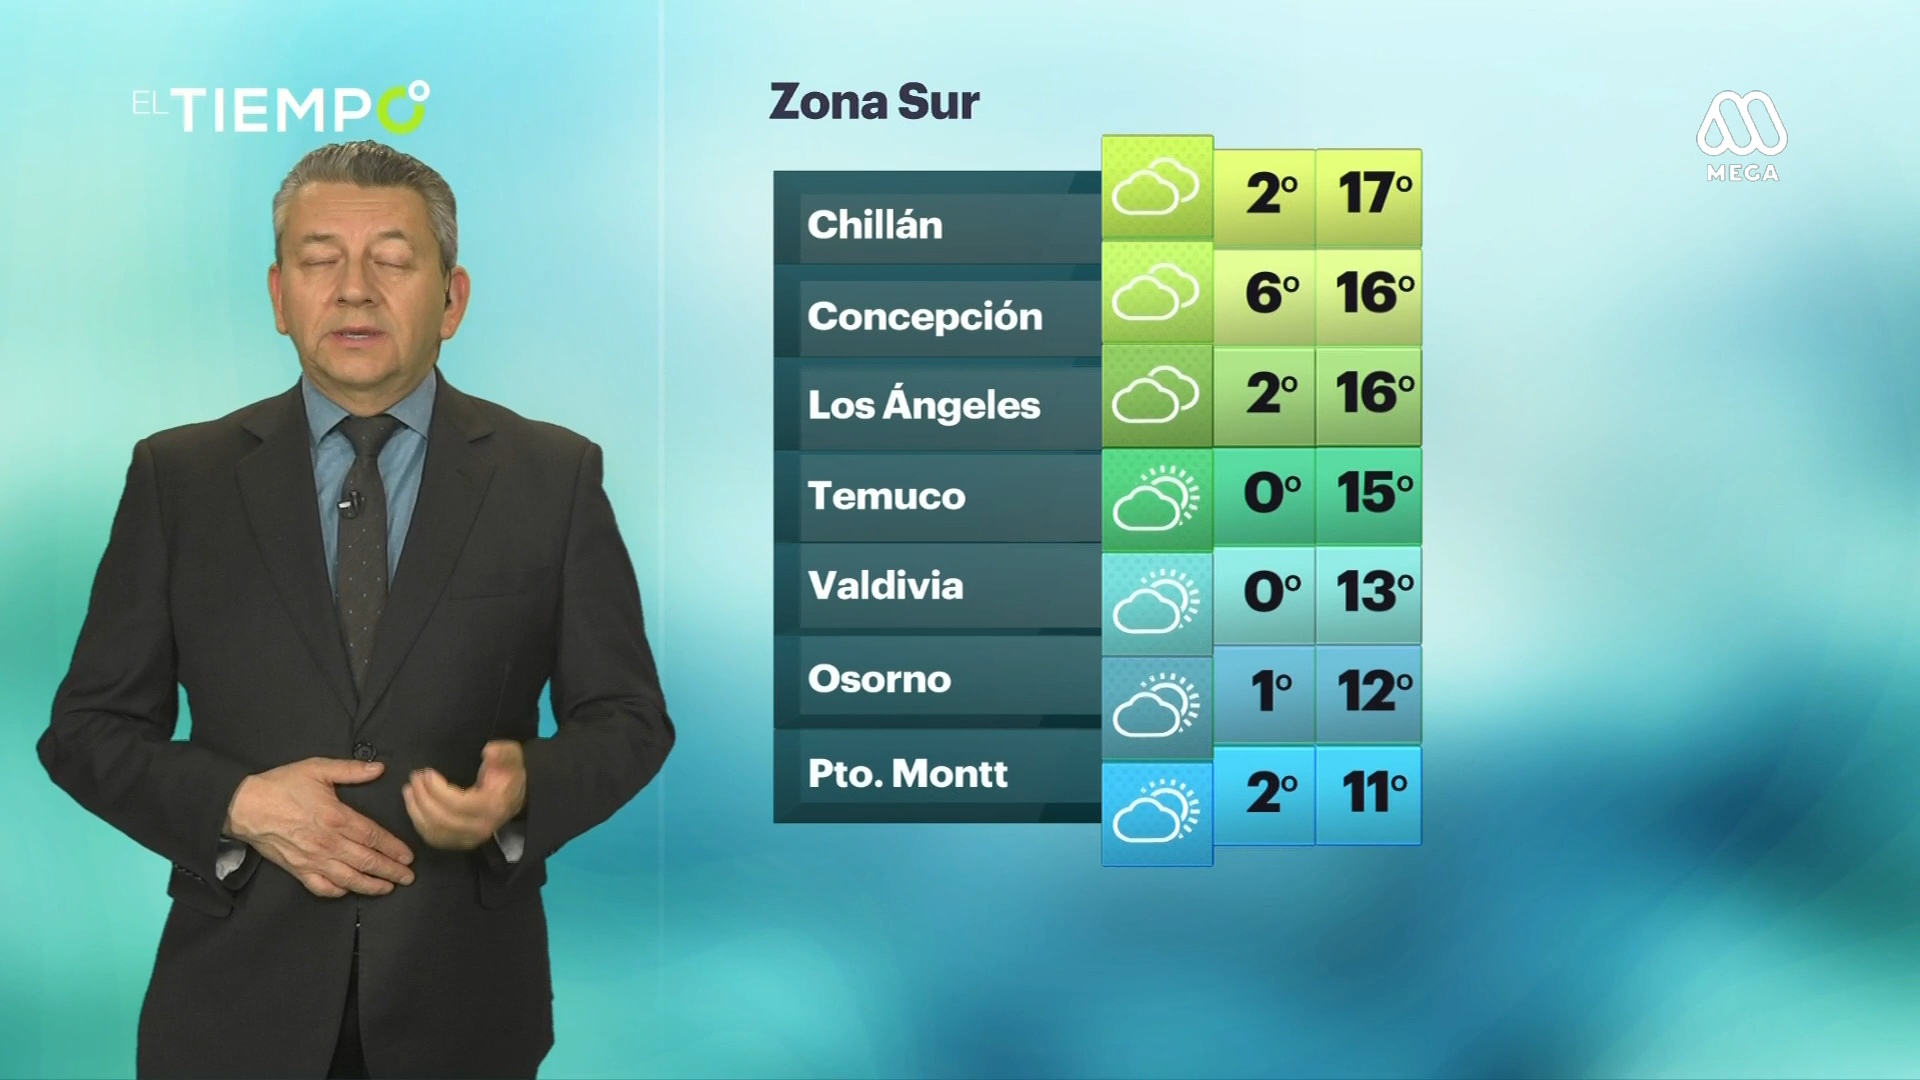 EL TIEMPO
Zona Sur
MEGA
Chillán 2° 17°
Concepción 6° 16°
Los Ángeles 2° 16°
Temuco 0° 15°
Valdivia 0° 13°
Osorno 1° 12°
Pto. Montt 2° 11°